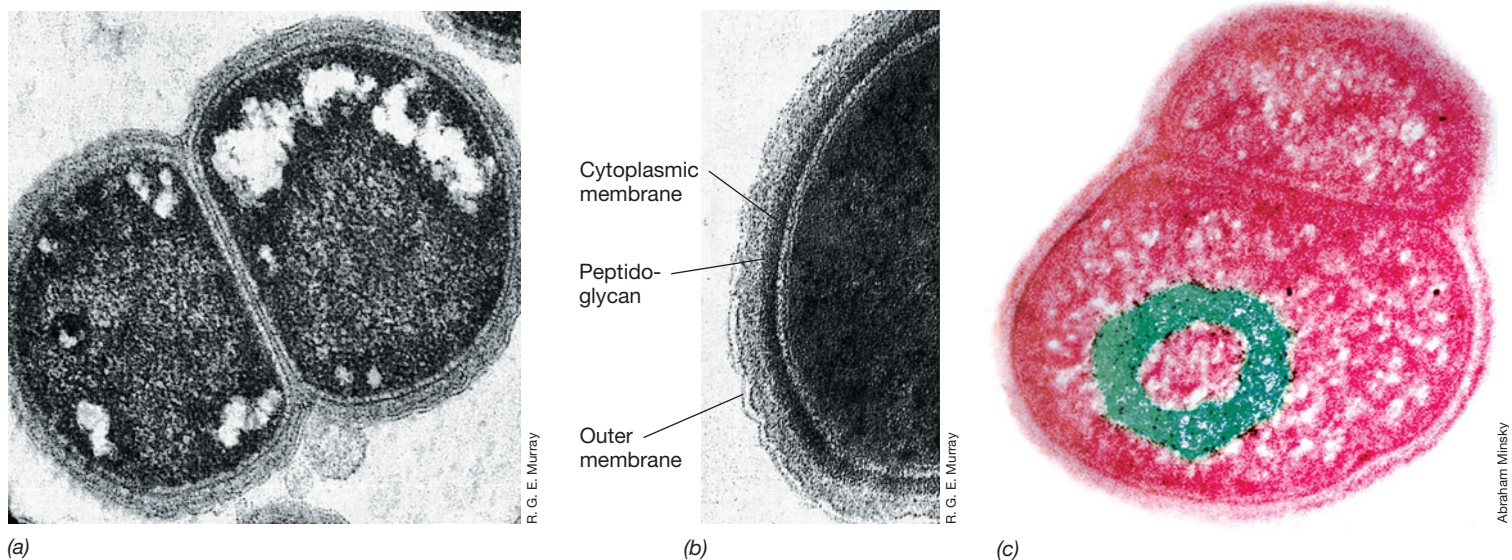 Cytoplasmic
membrane
Peptido-
glycan
Outer
membrane
R. G. E. Murray
R. G. E. Murray
Abraham Minsky
(a)
(b)
(c)